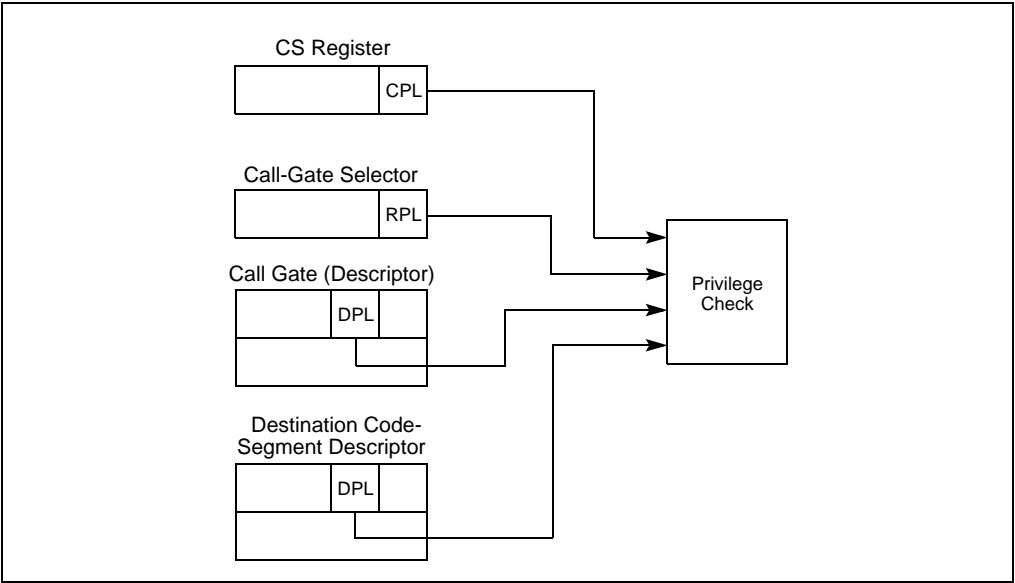 CS Register
CPL
Call-Gate Selector
RPL
Call Gate (Descriptor)
DPL
Privilege
Check
Destination Code-
Segment Descriptor
DPL